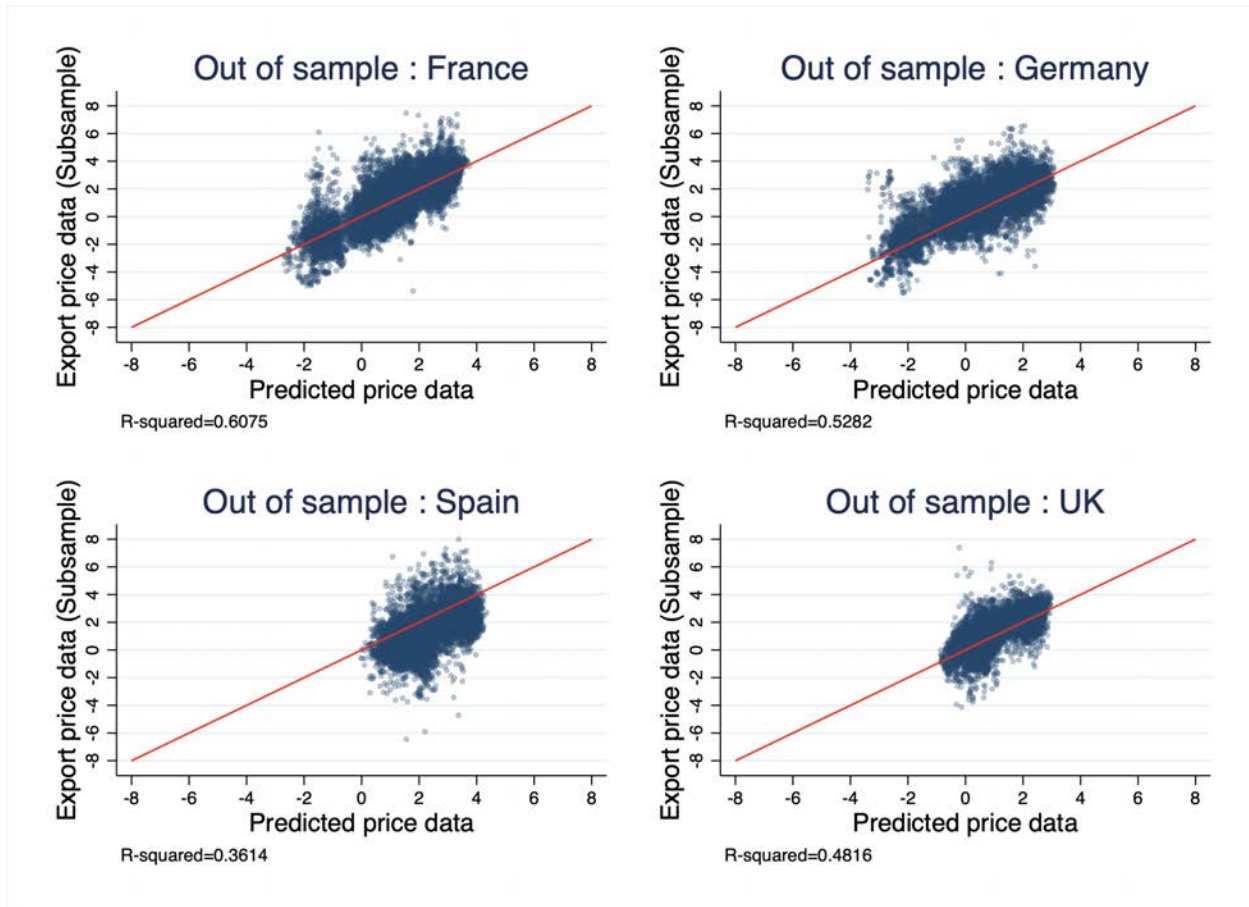 Out of sample : France
Export price data (Subsample)
8
6
4
2
0
-2
-4
-6
-8
-8 -6 -4 -2 0 2 4 6 8
Predicted price data
R-squared=0.6075
Out of sample : Germany
Export price data (Subsample)
8
6
4
2
0
-2
-4
-6
-8
-8 -6 -4 -2 0 2 4 6 8
Predicted price data
R-squared=0.5282
Out of sample : Spain
Export price data (Subsample)
8
6
4
2
0
-2
-4
-6
-8
-8 -6 -4 -2 0 2 4 6 8
Predicted price data
R-squared=0.3614
Out of sample : UK
Export price data (Subsample)
8
6
4
2
0
-2
-4
-6
-8
-8 -6 -4 -2 0 2 4 6 8
Predicted price data
R-squared=0.4816